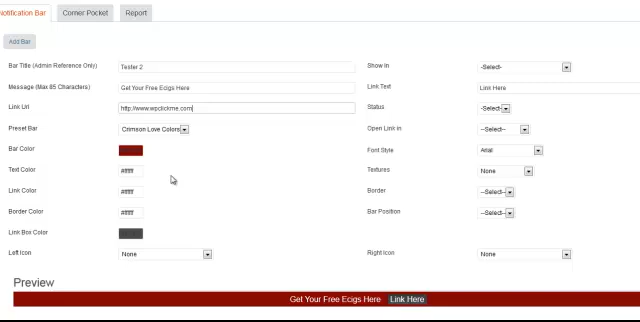 Notification Bar Corner Pocket Report
Add Bar
Bar Title (Admin Reference Only) Tester 2 Show In -Select-
Message (Max 85 Characters) Get Your Free Ecigs Here Link Text Link Here
Link Url http://www.wpclickme.com Status -Select-
Preset Bar Crimson Love Colors Open Link in --Select--
Bar Color Font Style Arial
Text Color #ffffff Textures None
Link Color #ffffff Border --Select--
Border Color #ffffff Bar Position --Select--
Link Box Color
Left Icon None Right Icon None
Preview
Get Your Free Ecigs Here Link Here